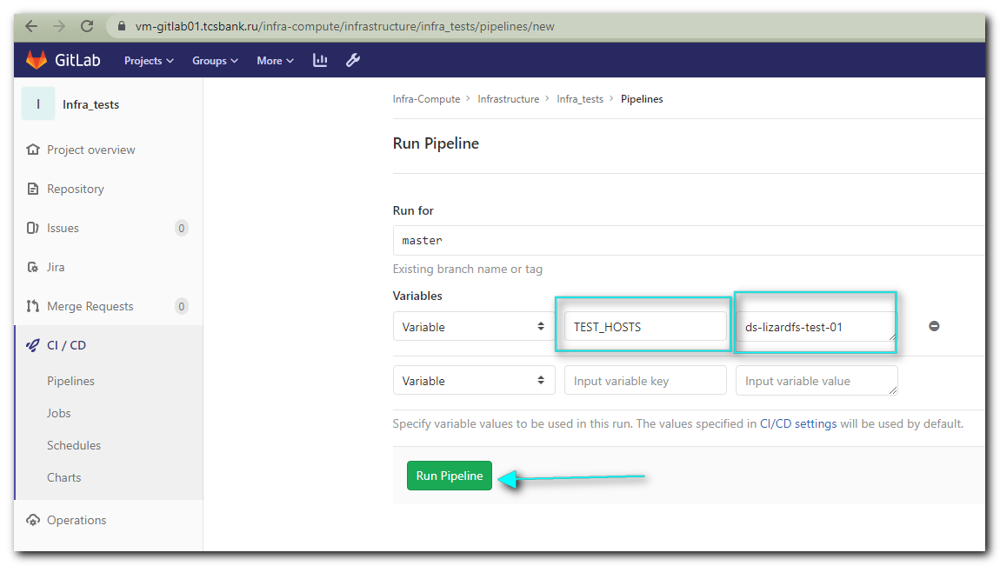 vm-gitlab01.tcsbank.ru/infra-compute/infrastructure/infra_tests/pipelines/new
GitLab Projects Groups More
I Infra_tests
Project overview
Repository
Issues 0
Jira
Merge Requests 0
CI / CD
Pipelines
Jobs
Schedules
Charts
Operations
Infra-Compute > Infrastructure > Infra_tests > Pipelines
Run Pipeline
Run for
master
Existing branch name or tag
Variables
Variable TEST_HOSTS ds-lizardfs-test-01
Variable Input variable key Input variable value
Specify variable values to be used in this run. The values specified in CI/CD settings will be used by default.
Run Pipeline